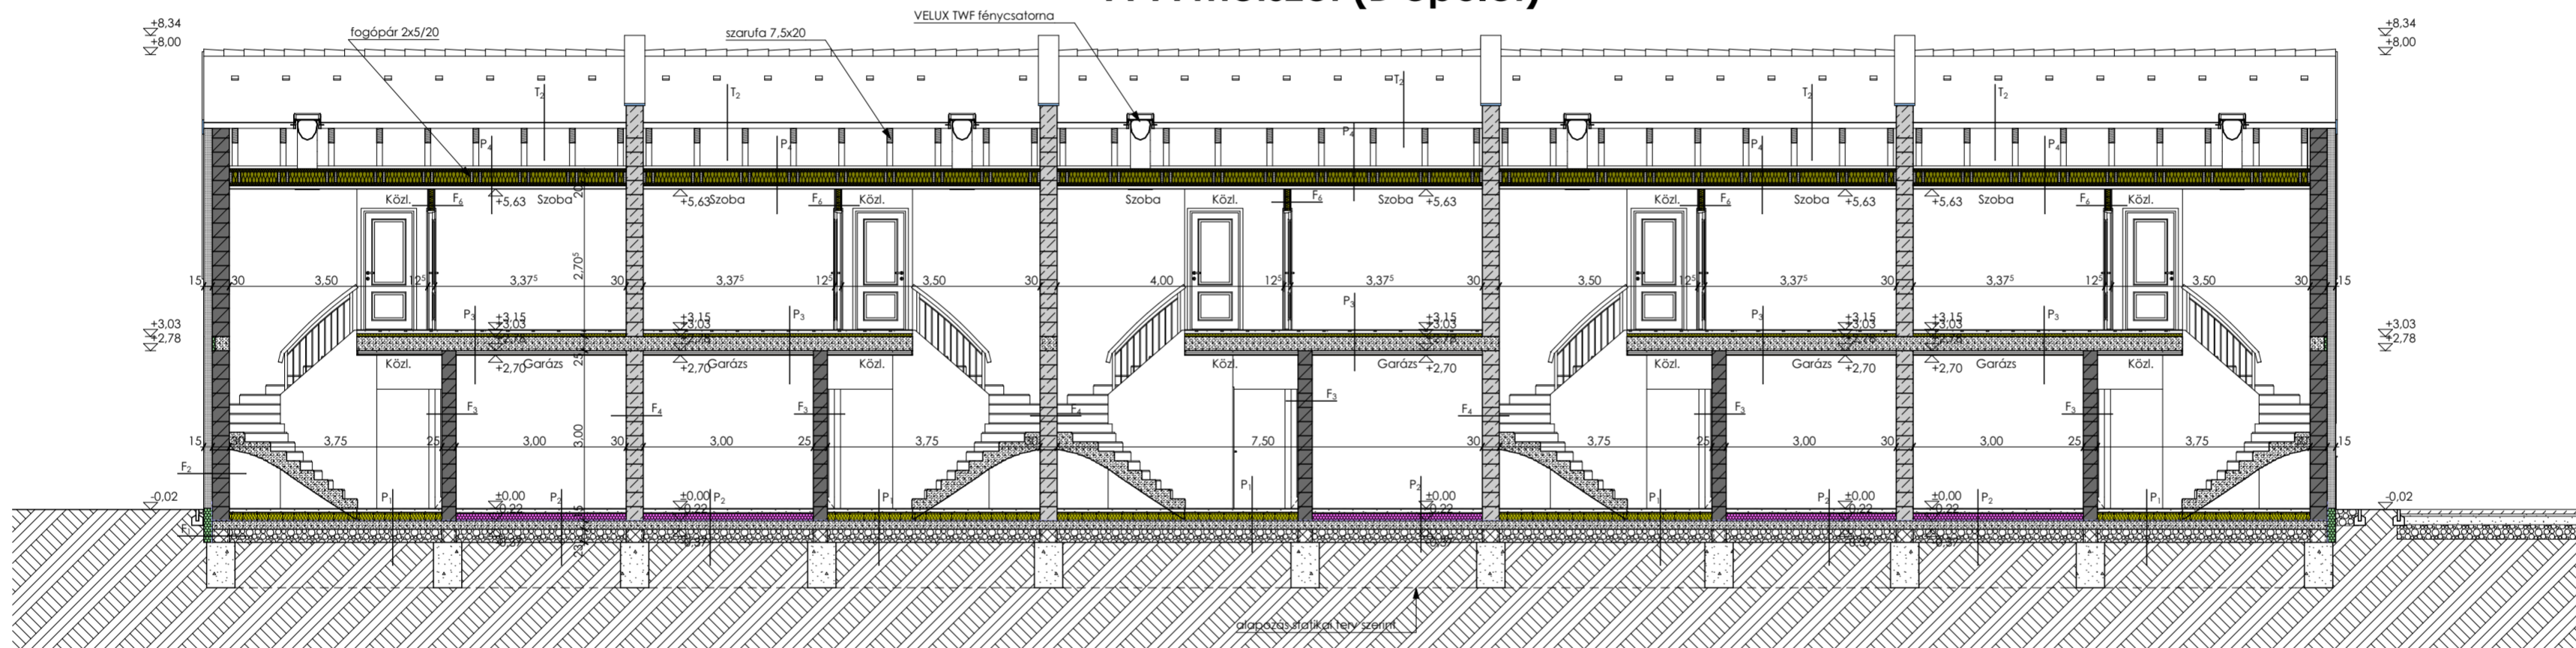 VELUX TWF fénycsatorna
+8,34 +8,34
+8,00 +8,00
fogópár 2x5/20 szarufa 7,5x20
T2 T2 T2 T2 T2
P4 P4 P4 P4 P4
Közl. F6 +5,63 Szoba +5,63 Szoba F6 Közl. Szoba Közl. F6 Szoba +5,63 Közl. F6 Szoba +5,63 +5,63 Szoba F6 Közl.
2,70⁵
15 30 3,50 12⁵ 3,37⁵ 30 3,37⁵ 12⁵ 3,50 30 4,00 12⁵ 3,37⁵ 30 3,50 12⁵ 3,37⁵ 30 3,37⁵ 12⁵ 3,50 30 15
P3 P3 P3 P3 P3
+3,15 +3,15 +3,15 +3,15 +3,15
+3,03 +3,03 +3,03 +3,03 +3,03 +3,03 +3,03
+2,78 +2,78
Közl. +2,70 Garázs +2,70 Garázs Közl. Közl. Garázs +2,70 Közl. Garázs +2,70 +2,70 Garázs Közl.
F3 F4 F3 F4 F3 F4 F3 F3
3,00
15 30 3,75 25 3,00 30 3,00 25 3,75 30 7,50 30 3,75 25 3,00 30 3,00 25 3,75 15
F2
-0,02 P1 ±0,00 P2 ±0,00 P2 P1 P1 P2 ±0,00 P1 P2 ±0,00 ±0,00 P2 P1 -0,02
alapozás statikai terv szerint